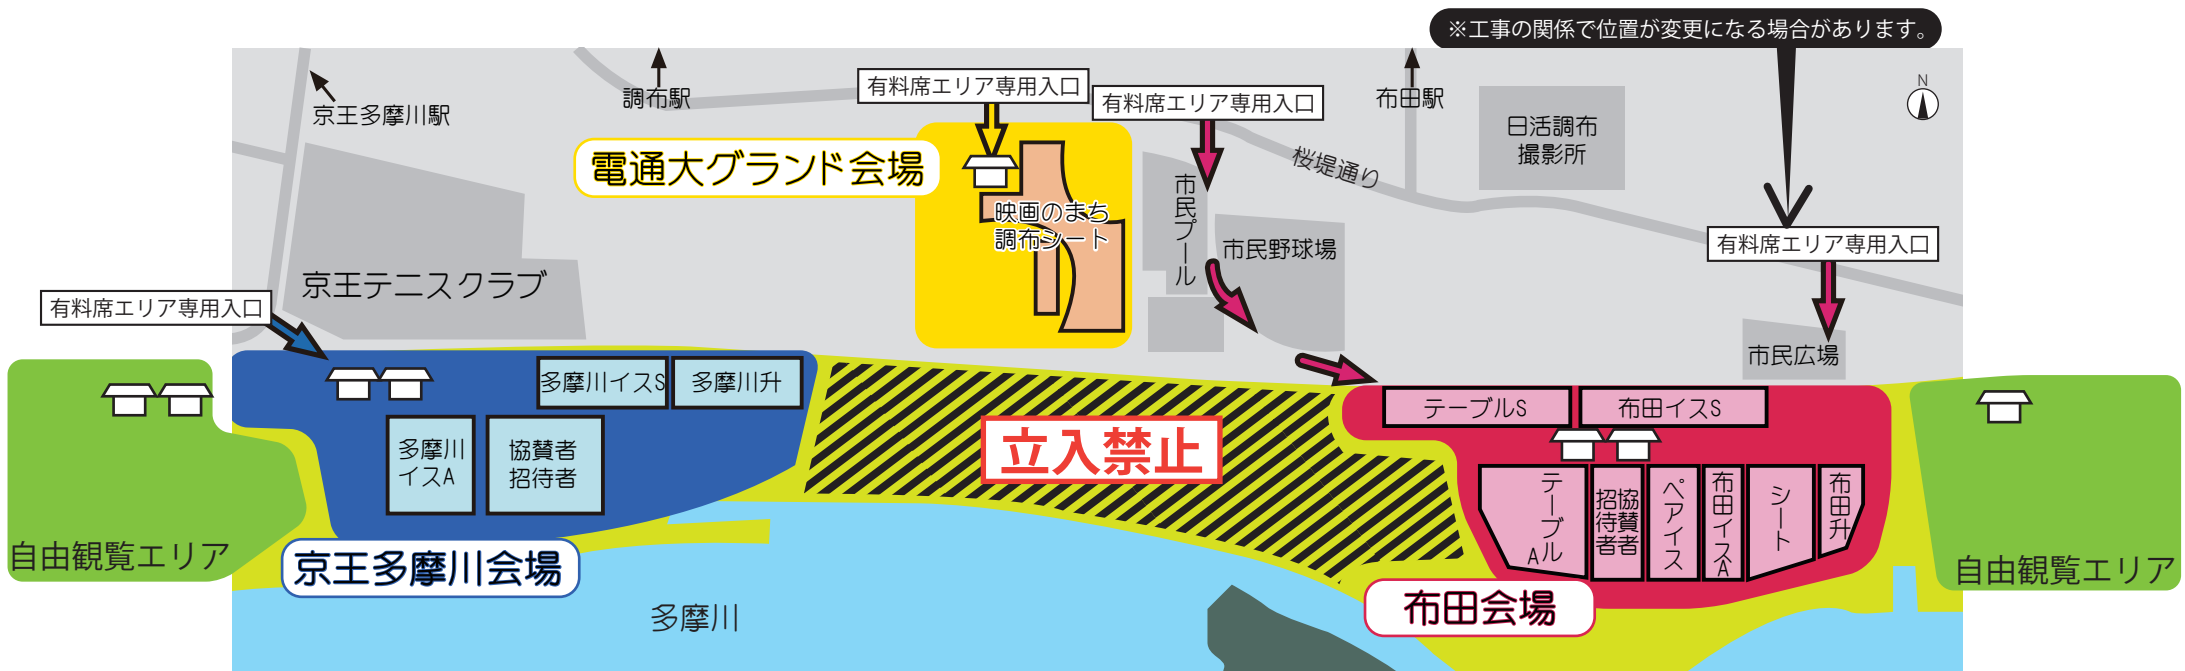 ※工事の関係で位置が変更になる場合があります。
N
京王多摩川駅
調布駅
有料席エリア専用入口
有料席エリア専用入口
布田駅
日活調布
撮影所
桜堤通り
電通大グランド会場
映画のまち
調布シート
市民プール
市民野球場
有料席エリア専用入口
市民広場
京王テニスクラブ
有料席エリア専用入口
多摩川イスS
多摩川升
多摩川
イスA
協賛者
招待者
立入禁止
テーブルS
布田イスS
テーブルA
協賛者
招待者
ペアイス
布田イスA
シート
布田升
自由観覧エリア
京王多摩川会場
多摩川
布田会場
自由観覧エリア